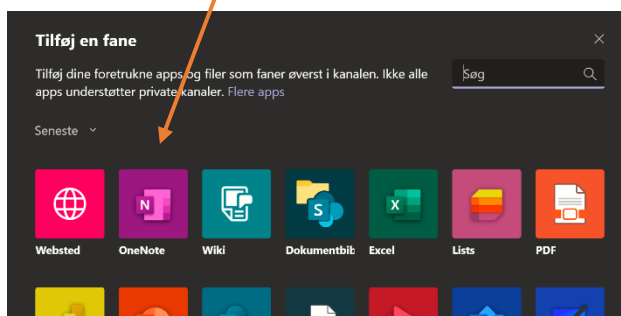 Tilføj en fane
Tilføj dine foretrukne apps og filer som faner øverst i kanalen. Ikke alle
apps understøtter private kanaler. Flere apps
Søg
Seneste
N
S
X
Websted
OneNote
Wiki
Dokumentbib
Excel
Lists
PDF